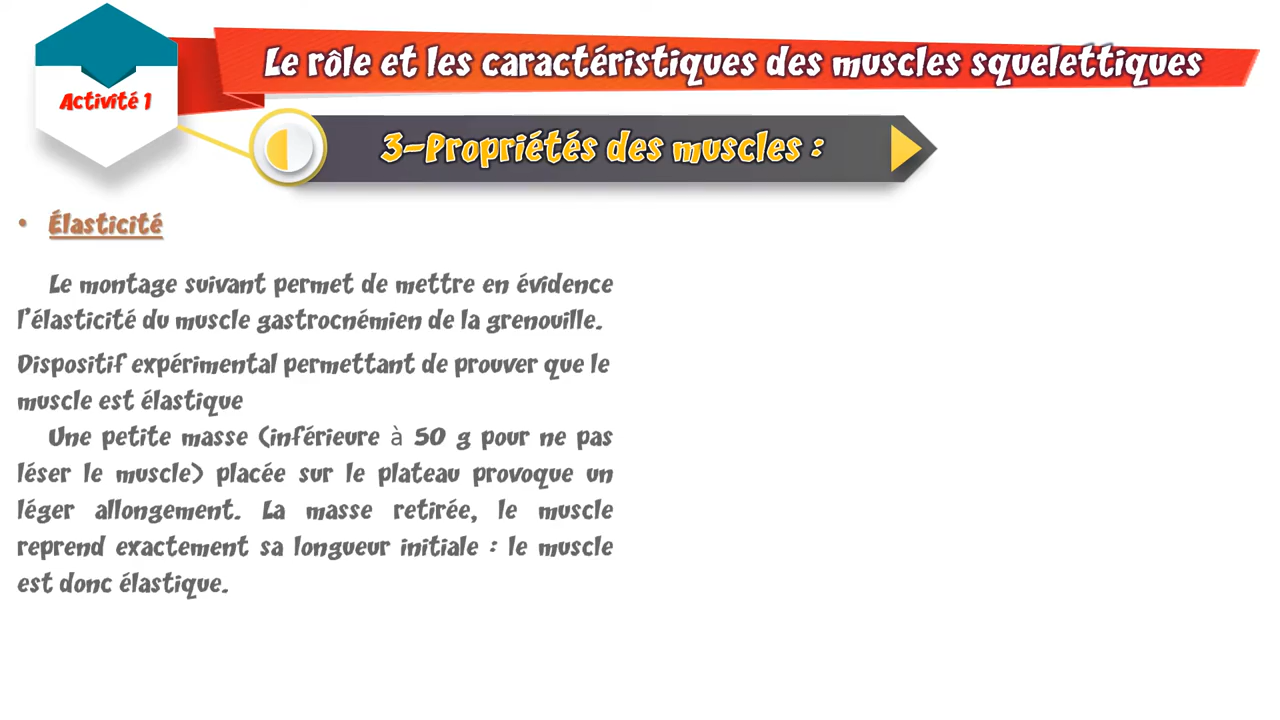 Le rôle et les caractéristiques des muscles squelettiques
Activité 1
3-Propriétés des muscles :
• Élasticité
Le montage suivant permet de mettre en évidence
l'élasticité du muscle gastrocnémien de la grenouille.
Dispositif expérimental permettant de prouver que le
muscle est élastique
Une petite masse (inférieure à 50 g pour ne pas
léser le muscle) placée sur le plateau provoque un
léger allongement. La masse retirée, le muscle
reprend exactement sa longueur initiale : le muscle
est donc élastique.